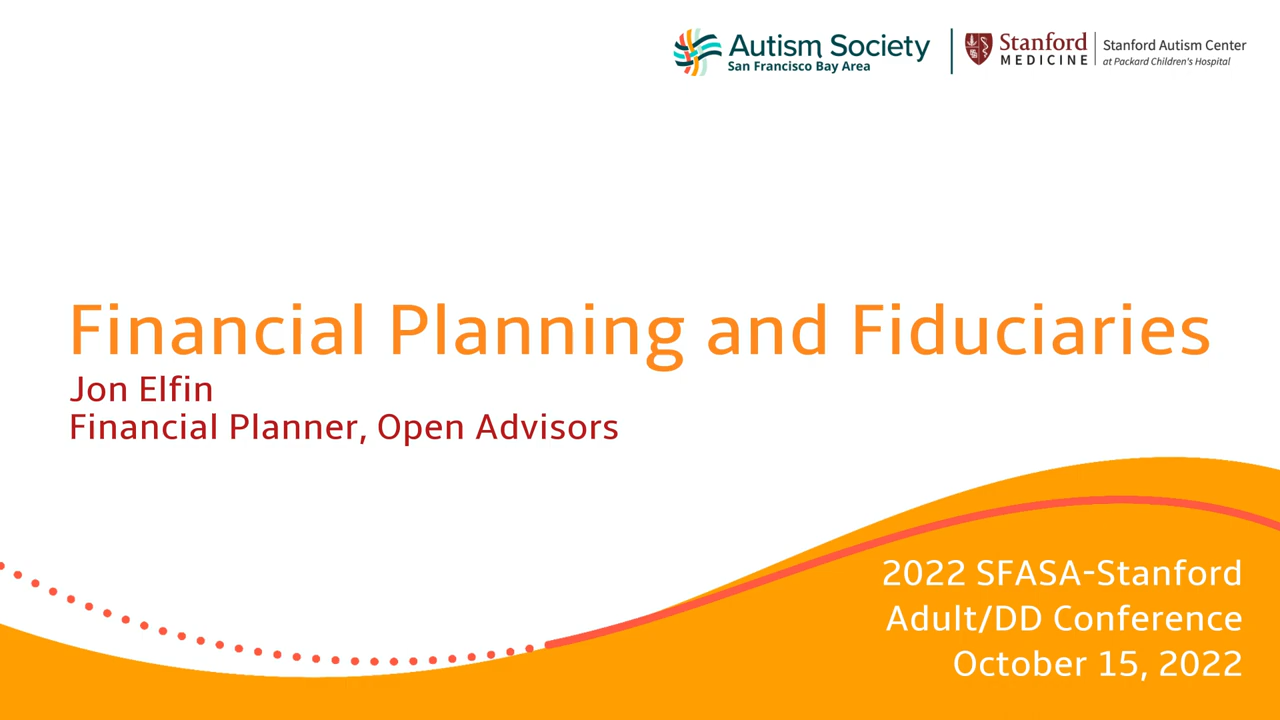 Autism Society
San Francisco Bay Area
Stanford
MEDICINE
Stanford Autism Center
at Packard Children's Hospital
Financial Planning and Fiduciaries
Jon Elfin
Financial Planner, Open Advisors
2022 SFASA-Stanford
Adult/DD Conference
October 15, 2022